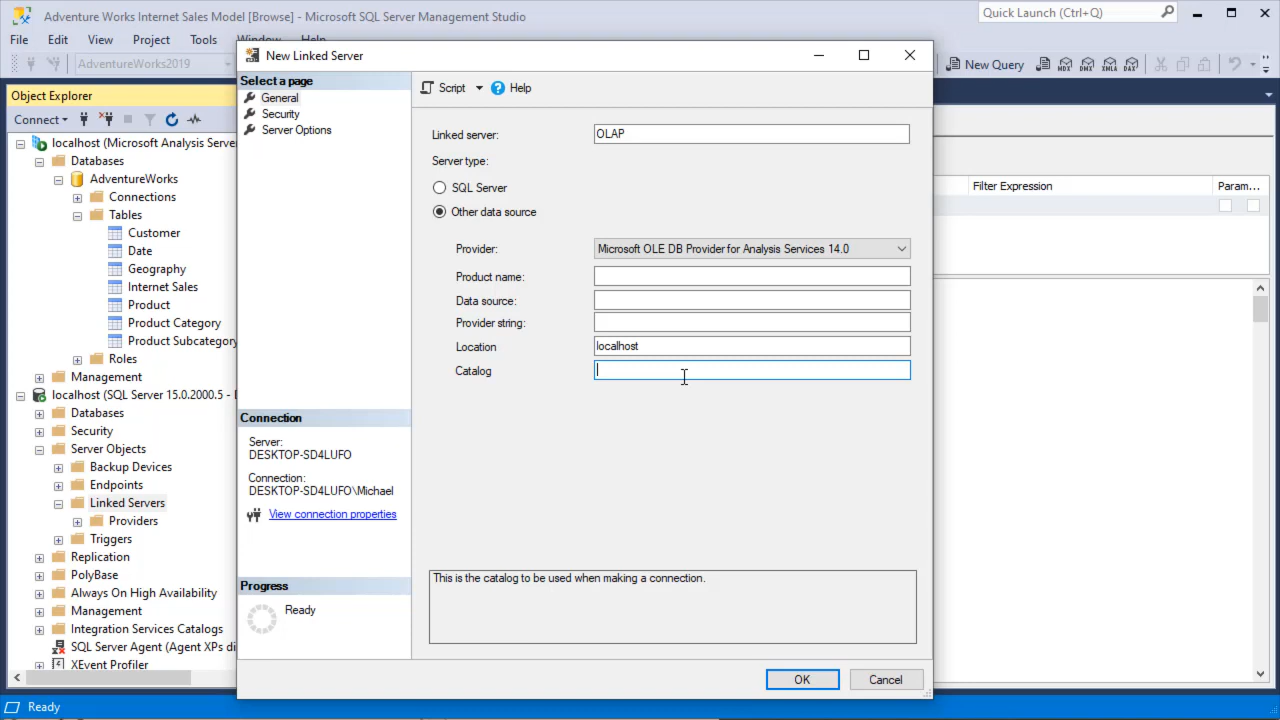 Adventure Works Internet Sales Model [Browse] - Microsoft SQL Server Management Studio
Quick Launch (Ctrl+Q)
File Edit View Project Tools Window
AdventureWorks2019
New Query
MDX DMX XMLA DAX
Object Explorer
Connect
localhost (Microsoft Analysis Serve
Databases
AdventureWorks
Connections
Tables
Customer
Date
Geography
Internet Sales
Product
Product Category
Product Subcategory
Roles
Management
localhost (SQL Server 15.0.2000.5 - D
Databases
Security
Server Objects
Backup Devices
Endpoints
Linked Servers
Providers
Triggers
Replication
PolyBase
Always On High Availability
Management
Integration Services Catalogs
SQL Server Agent (Agent XPs di
XEvent Profiler
New Linked Server
Select a page
General
Security
Server Options
Connection
Server:
DESKTOP-SD4LUFO
Connection:
DESKTOP-SD4LUFO\Michael
View connection properties
Progress
Ready
Script Help
Linked server: OLAP
Server type:
SQL Server
Other data source
Provider: Microsoft OLE DB Provider for Analysis Services 14.0
Product name:
Data source:
Provider string:
Location localhost
Catalog
This is the catalog to be used when making a connection.
OK Cancel
Filter Expression Param...
Ready